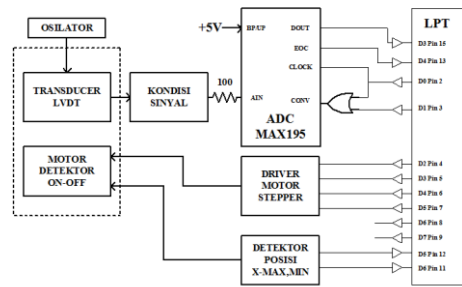 OSILATOR
TRANSDUCER
LVDT
KONDISI
SINYAL
100
+5V
BP/UP
AIN
DOUT
EOC
CLOCK
CONV
ADC
MAX195
LPT
D3 Pin 15
D4 Pin 13
D0 Pin 2
D1 Pin 3
MOTOR
DETEKTOR
ON-OFF
DRIVER
MOTOR
STEPPER
D2 Pin 4
D3 Pin 5
D4 Pin 6
D5 Pin 7
D6 Pin 8
D7 Pin 9
DETEKTOR
POSISI
X-MAX,MIN
D5 Pin 12
D6 Pin 11